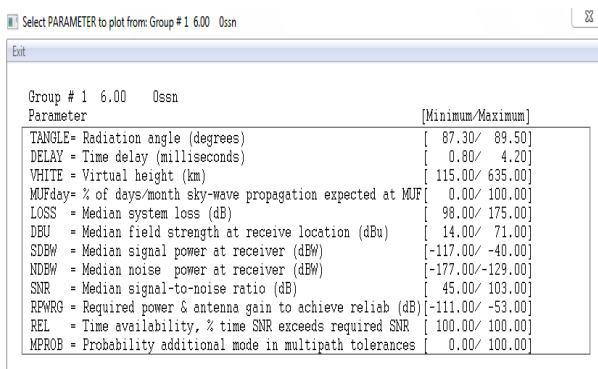 Select PARAMETER to plot from: Group # 1 6.00 0ssn
Exit
Group # 1 6.00 0ssn
Parameter [Minimum/Maximum]
TANGLE= Radiation angle (degrees) [ 87.30/ 89.50]
DELAY = Time delay (milliseconds) [ 0.80/ 4.20]
VHITE = Virtual height (km) [ 115.00/ 635.00]
MUFday= % of days/month sky-wave propagation expected at MUF[ 0.00/ 100.00]
LOSS = Median system loss (dB) [ 98.00/ 175.00]
DBU = Median field strength at receive location (dBu) [ 14.00/ 71.00]
SDBW = Median signal power at receiver (dBW) [-117.00/ -40.00]
NDBW = Median noise power at receiver (dBW) [-177.00/-129.00]
SNR = Median signal-to-noise ratio (dB) [ 45.00/ 103.00]
RPWRG = Required power & antenna gain to achieve reliab (dB)[-111.00/ -53.00]
REL = Time availability, % time SNR exceeds required SNR [ 100.00/ 100.00]
MPROB = Probability additional mode in multipath tolerances [ 0.00/ 100.00]